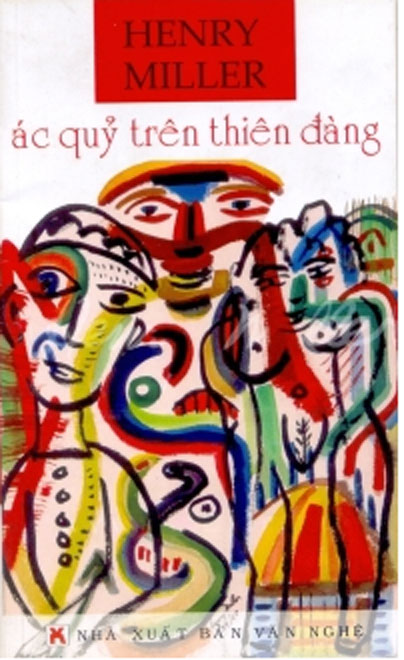 HENRY
MILLER
ác quỷ trên thiên đàng
NHÀ XUẤT BẢN VĂN NGHỆ